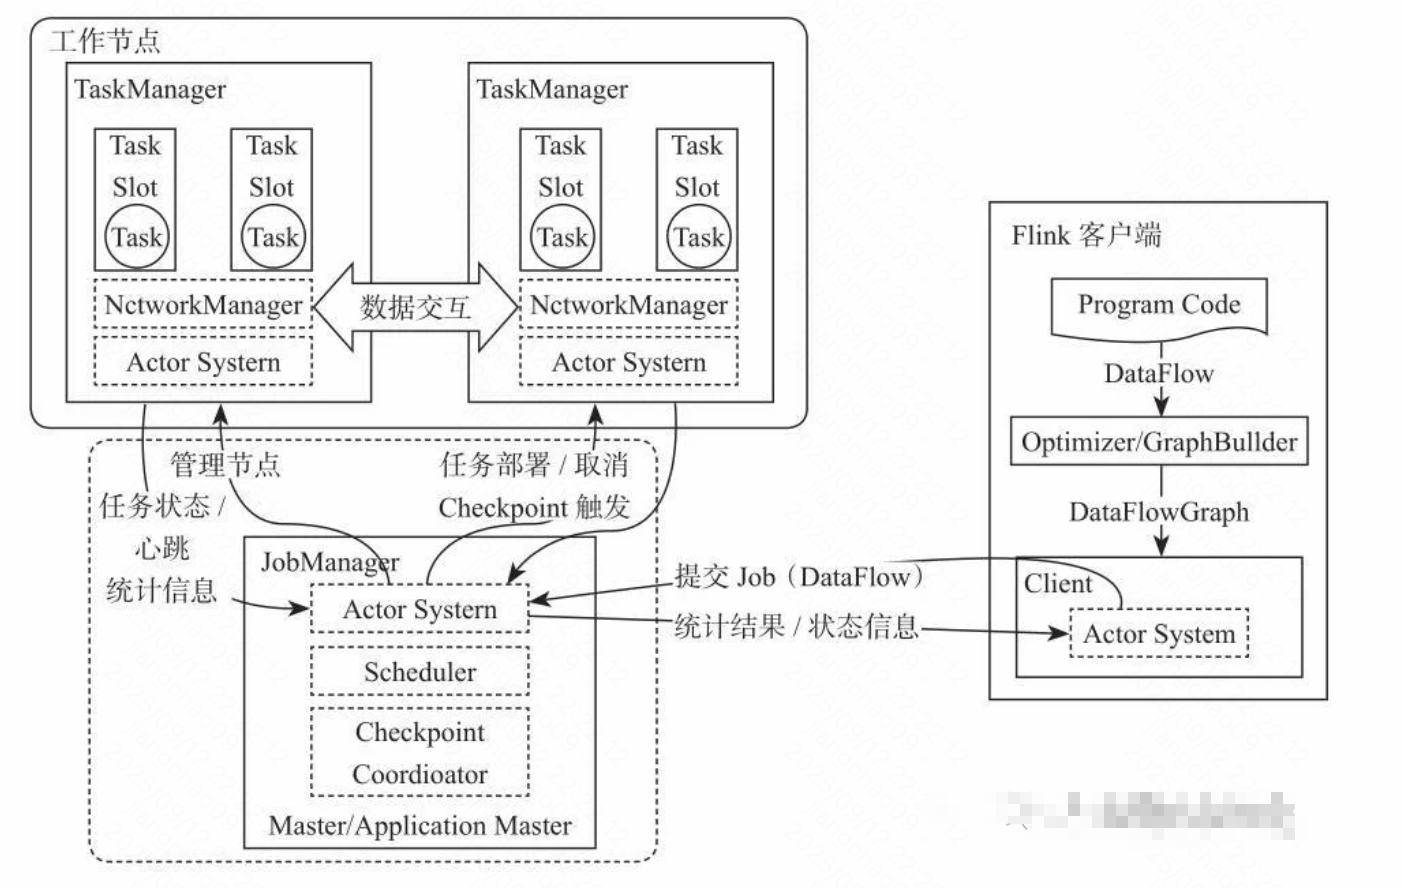 工作节点
TaskManager
Task
Slot
Task
Task
Slot
Task
NctworkManager
Actor Systern
数据交互
TaskManager
Task
Slot
Task
Task
Slot
Task
NctworkManager
Actor Systern
管理节点
任务状态 /
心跳
统计信息
任务部署 / 取消
Checkpoint 触发
JobManager
Actor Systern
Scheduler
Checkpoint
Coordioator
Master/Application Master
提交 Job（DataFlow）
统计结果 / 状态信息
Flink 客户端
Program Code
DataFlow
Optimizer/GraphBullder
DataFlowGraph
Client
Actor System